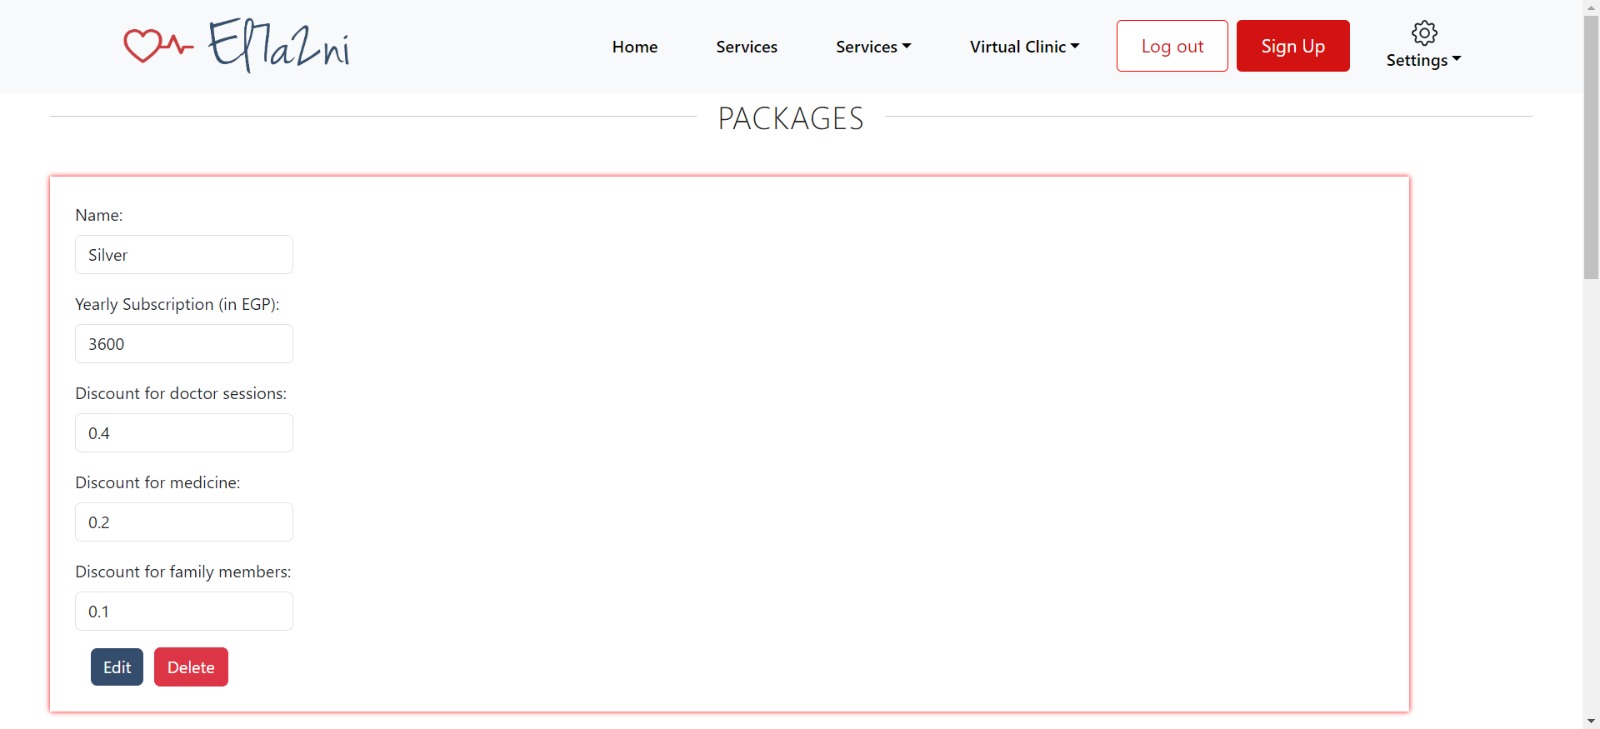 El7a2ni
Home Services Services Virtual Clinic Log out Sign Up Settings
PACKAGES
Name:
Silver
Yearly Subscription (in EGP):
3600
Discount for doctor sessions:
0.4
Discount for medicine:
0.2
Discount for family members:
0.1
Edit Delete